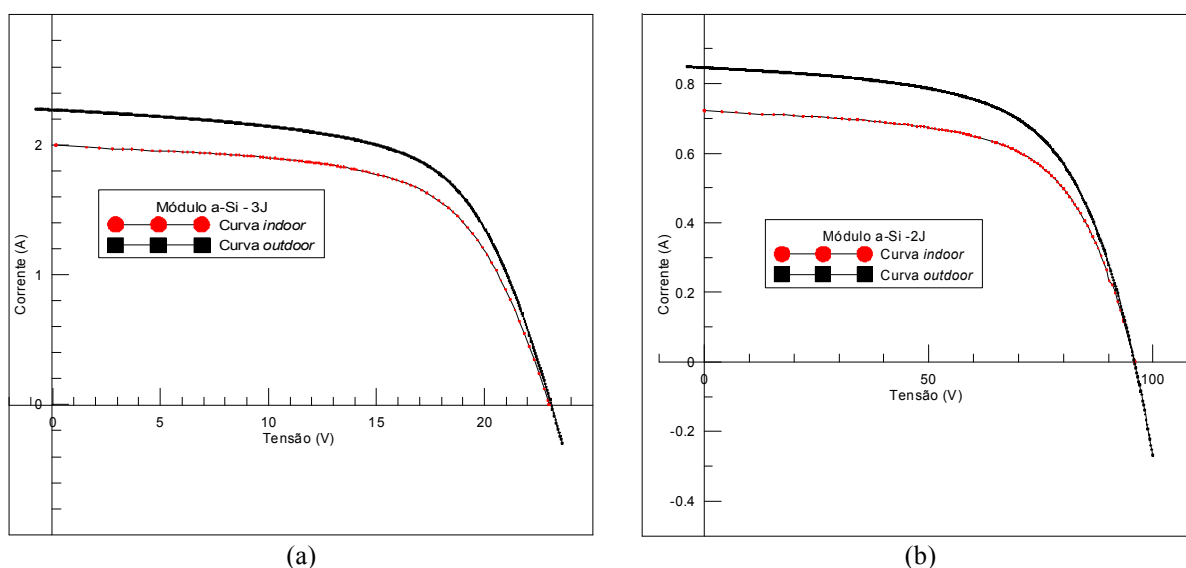 Corrente (A)
2
1
0
Módulo a-Si - 3J
Curva indoor
Curva outdoor
0 5 10 15 20
Tensão (V)
(a)
Corrente (A)
0.8
0.6
0.4
0.2
0
-0.2
-0.4
Módulo a-Si -2J
Curva indoor
Curva outdoor
0 50 100
Tensão (V)
(b)